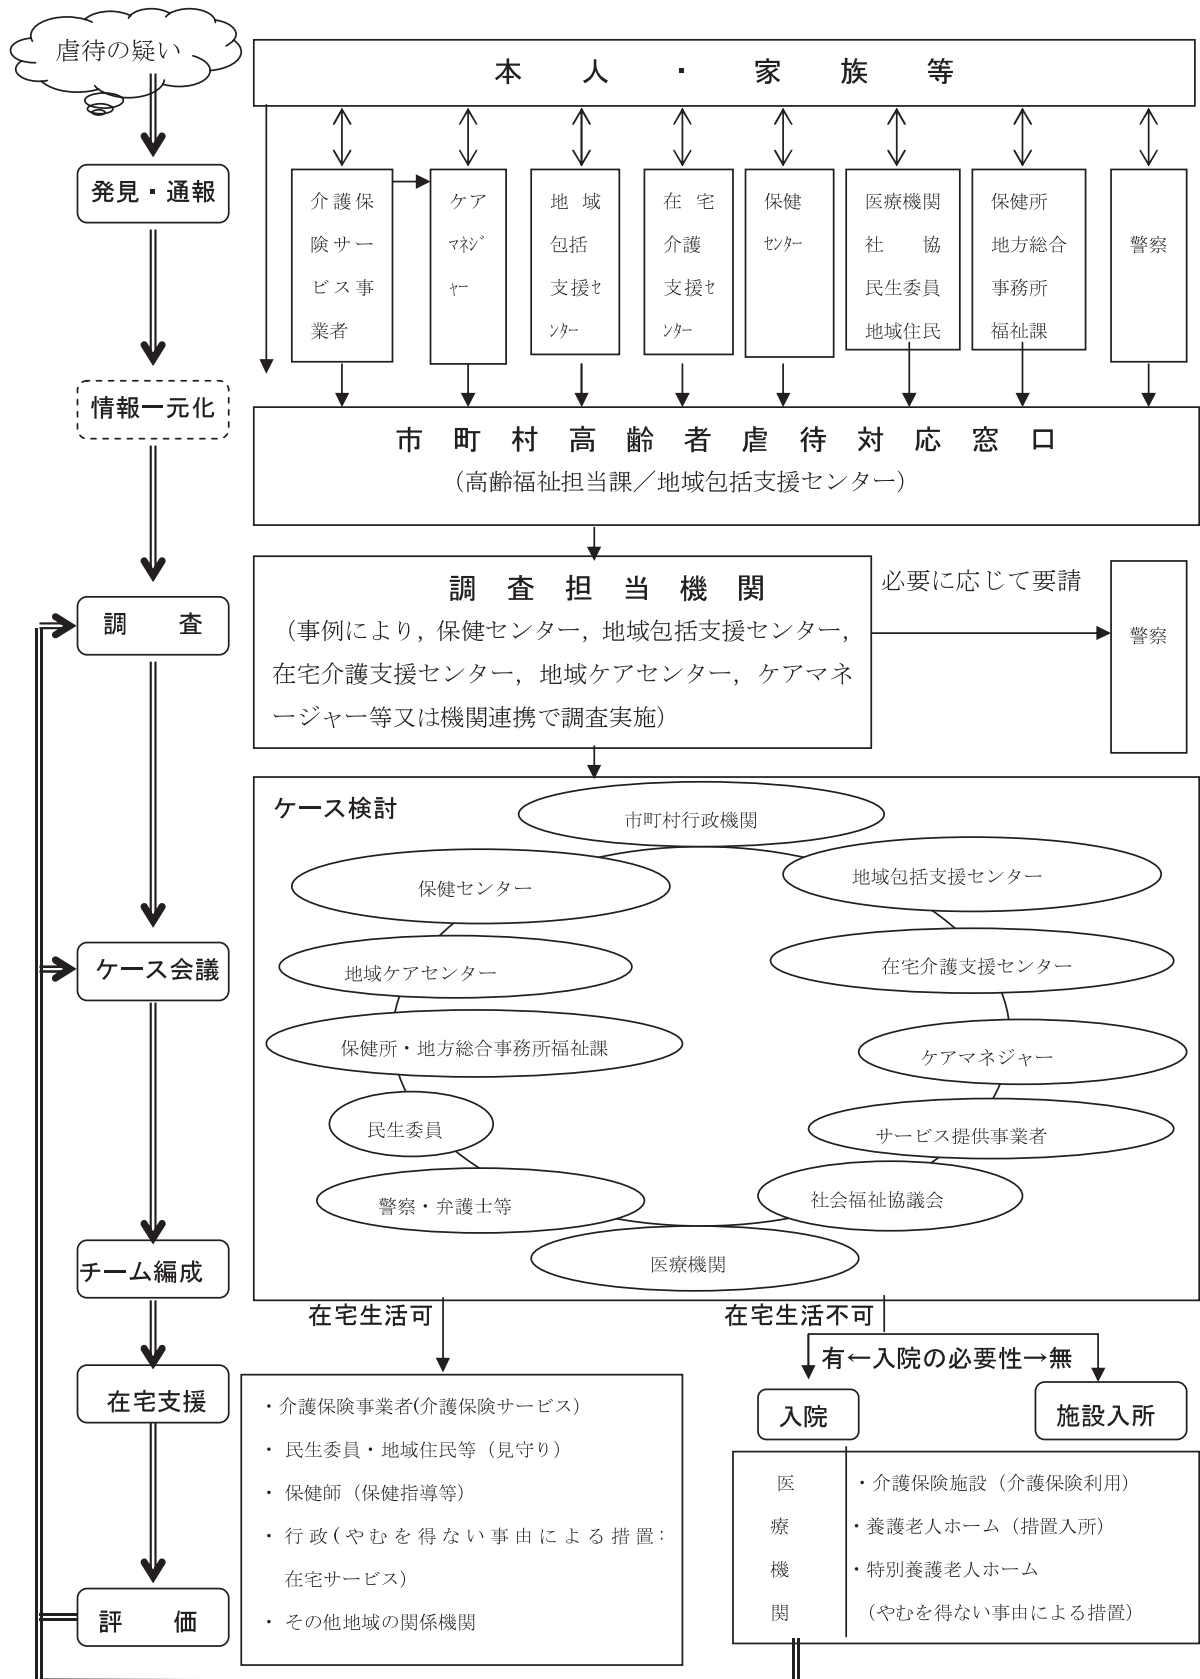 虐待の疑い
発見・通報
情報一元化
調　　査
ケース会議
チーム編成
在宅支援
評　　価
本　人　・　家　族　等
介護保
険サー
ビス事
業者
ケア
ﾏﾈｼﾞ
ｬｰ
地　域
包括
支援ｾ
ﾝﾀｰ
在　宅
介護
支援ｾ
ﾝﾀｰ
保健
ｾﾝﾀｰ
医療機関
社　　協
民生委員
地域住民
保健所
地方総合
事務所
福祉課
警察
市　町　村　高　齢　者　虐　待　対　応　窓　口
（高齢福祉担当課／地域包括支援センター）
調　査　担　当　機　関
（事例により，保健センター，地域包括支援センター，
在宅介護支援センター，地域ケアセンター，ケアマネ
ージャー等又は機関連携で調査実施）
必要に応じて要請
警察
ケース検討
市町村行政機関
保健センター
地域包括支援センター
地域ケアセンター
在宅介護支援センター
保健所・地方総合事務所福祉課
ケアマネジャー
民生委員
サービス提供事業者
警察・弁護士等
社会福祉協議会
医療機関
在宅生活可
・介護保険事業者(介護保険サービス）
・ 民生委員・地域住民等（見守り）
・ 保健師（保健指導等）
・ 行政(やむを得ない事由による措置：
在宅サービス）
・ その他地域の関係機関
在宅生活不可
有←入院の必要性→無
入院
施設入所
医
療
機
関
・介護保険施設（介護保険利用）
・養護老人ホーム（措置入所）
・特別養護老人ホーム
（やむを得ない事由による措置）